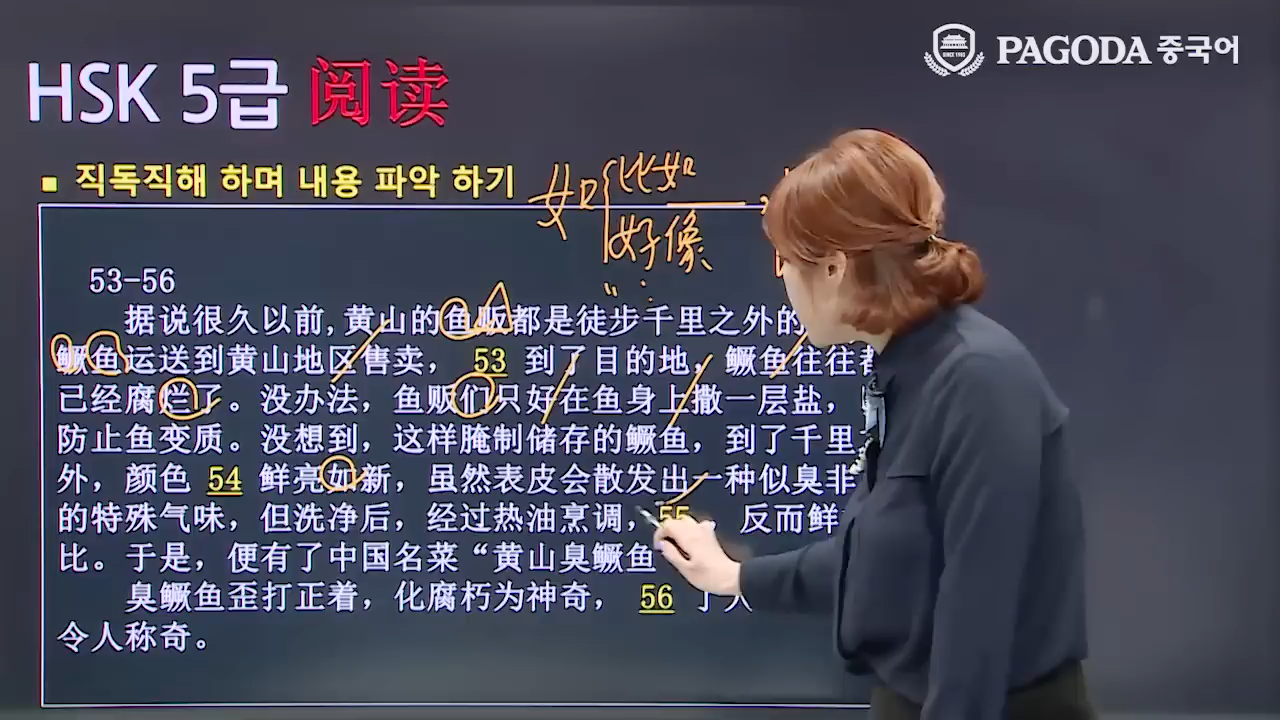 SINCE 1983
PAGODA 중국어
HSK 5급 阅读
직독직해 하며 내용 파악 하기
如 比如
好像
53-56
据说很久以前,黄山的鱼贩都是徒步千里之外的
鳜鱼运送到黄山地区售卖， 53 到了目的地，鳜鱼往往
已经腐烂了。没办法，鱼贩们只好在鱼身上撒一层盐，
防止鱼变质。没想到，这样腌制储存的鳜鱼，到了千里
外，颜色 54 鲜亮如新，虽然表皮会散发出一种似臭非
的特殊气味，但洗净后，经过热油烹调， 55 。反而鲜
比。于是，便有了中国名菜“黄山臭鳜鱼
臭鳜鱼歪打正着，化腐朽为神奇， 56 了人
令人称奇。